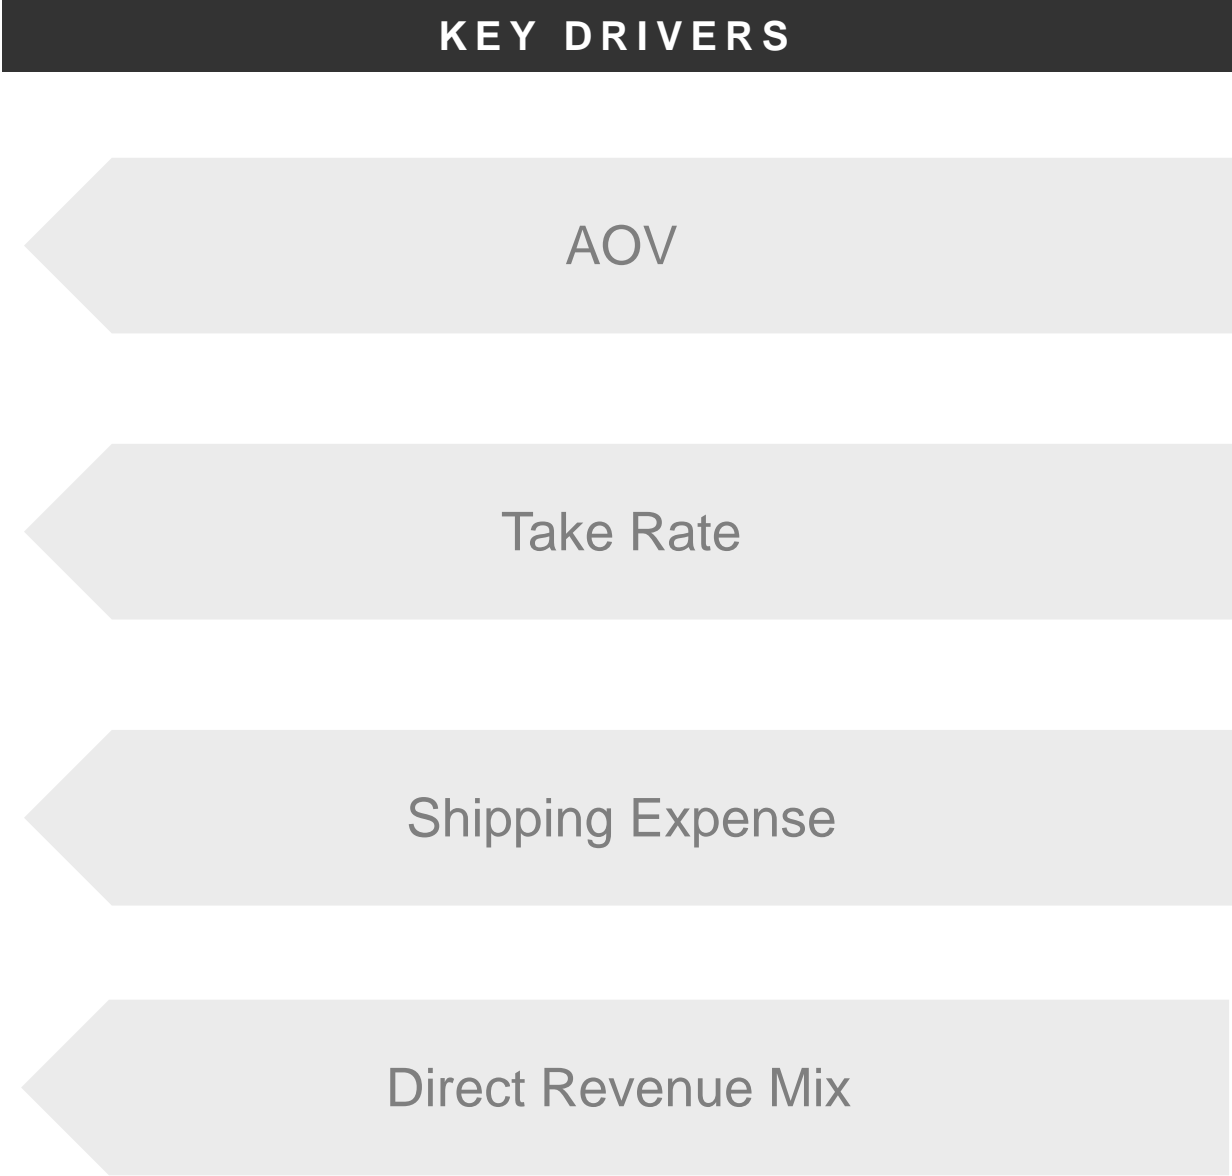 KEY DRIVERS
AOV
Take Rate
Shipping Expense
Direct Revenue Mix